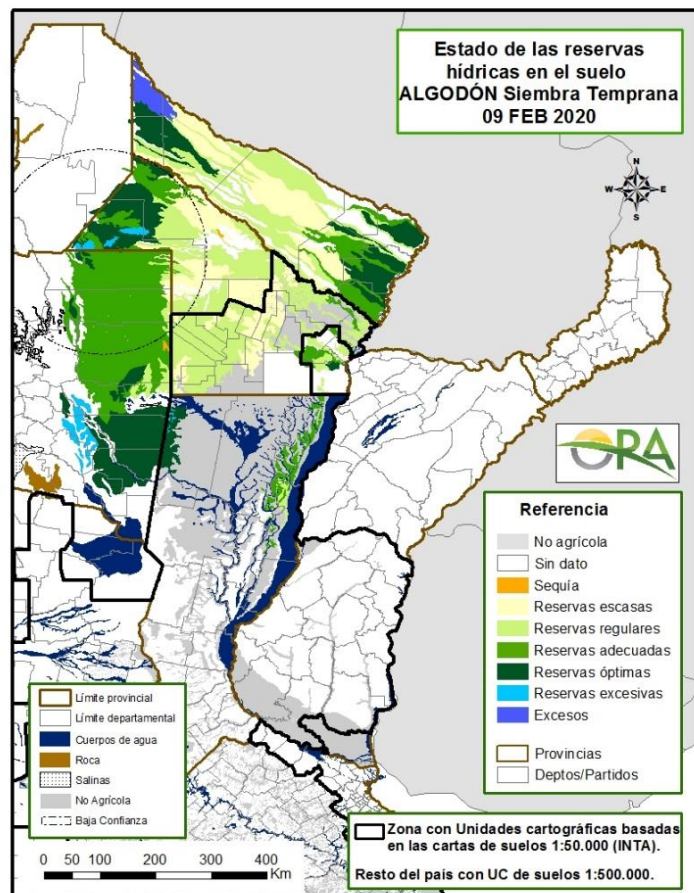 Estado de las reservas
hídricas en el suelo
ALGODÓN Siembra Temprana
09 FEB 2020
N
W
E
S
ORA
Referencia
No agrícola
Sin dato
Sequía
Reservas escasas
Reservas regulares
Reservas adecuadas
Reservas óptimas
Reservas excesivas
Excesos
Provincias
Deptos/Partidos
Límite provincial
Límite departamental
Cuerpos de agua
Roca
Salinas
No Agrícola
Baja Confianza
0 50 100 200 300 400
Km
Zona con Unidades cartográficas basadas
en las cartas de suelos 1:50.000 (INTA).
Resto del país con UC de suelos 1:500.000.